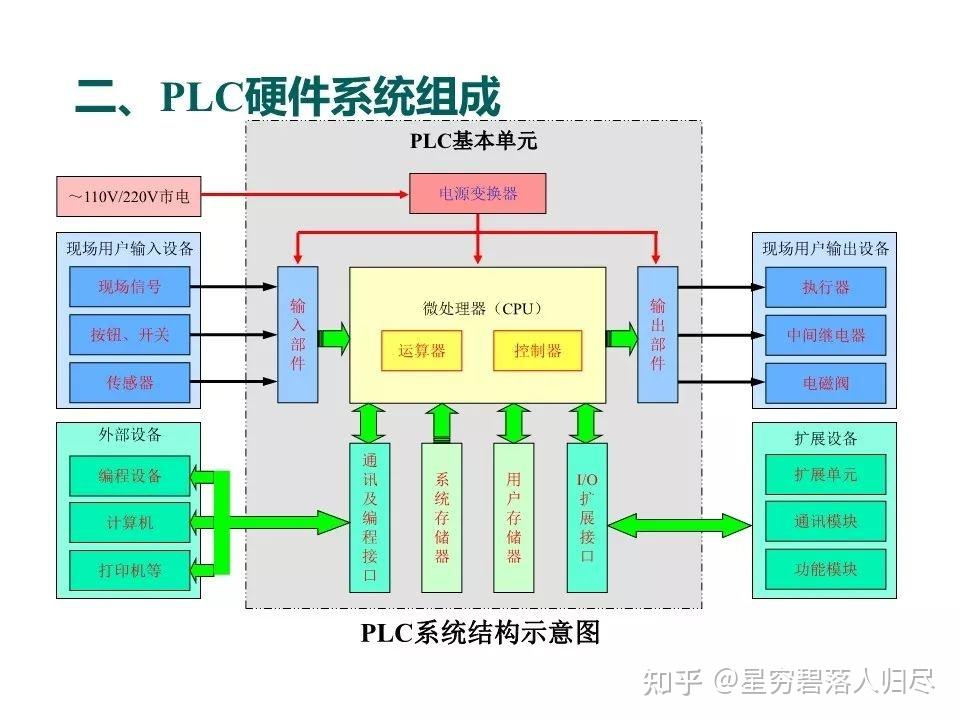 二、PLC硬件系统组成
PLC基本单元
～110V/220V市电
电源变换器
现场用户输入设备
现场信号
按钮、开关
传感器
输入部件
微处理器（CPU）
运算器
控制器
输出部件
现场用户输出设备
执行器
中间继电器
电磁阀
外部设备
编程设备
计算机
打印机等
通讯及编程接口
系统存储器
用户存储器
I/O扩展接口
扩展设备
扩展单元
通讯模块
功能模块
PLC系统结构示意图
知乎 @星穷碧落人归尽